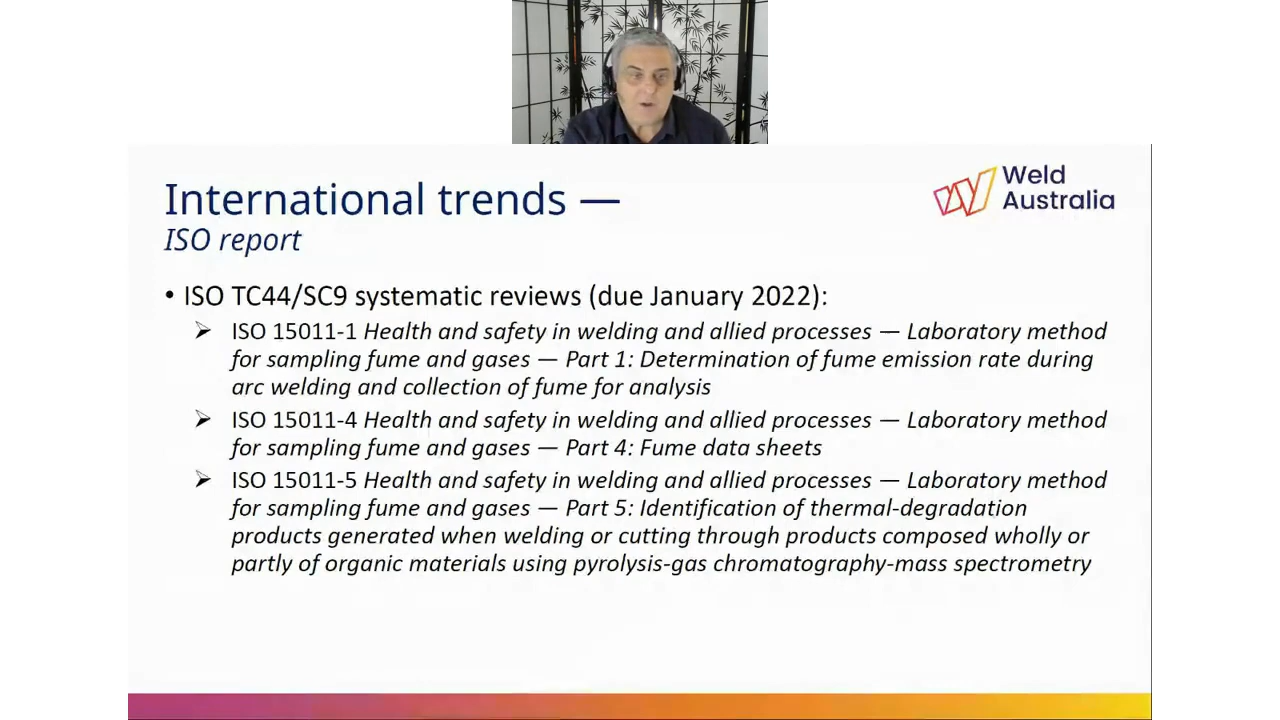 Weld
Australia
International trends —
ISO report
• ISO TC44/SC9 systematic reviews (due January 2022):
➢ ISO 15011-1 Health and safety in welding and allied processes — Laboratory method
for sampling fume and gases — Part 1: Determination of fume emission rate during
arc welding and collection of fume for analysis
➢ ISO 15011-4 Health and safety in welding and allied processes — Laboratory method
for sampling fume and gases — Part 4: Fume data sheets
➢ ISO 15011-5 Health and safety in welding and allied processes — Laboratory method
for sampling fume and gases — Part 5: Identification of thermal-degradation
products generated when welding or cutting through products composed wholly or
partly of organic materials using pyrolysis-gas chromatography-mass spectrometry